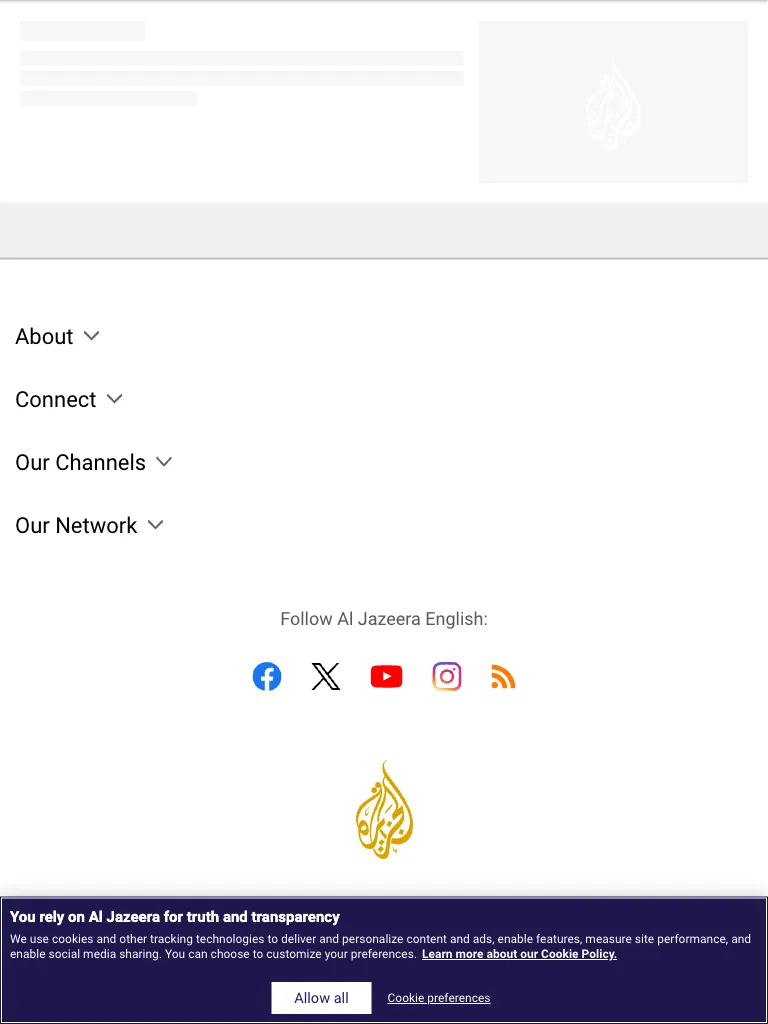 About
Connect
Our Channels
Our Network
Follow Al Jazeera English:
الجزيرة
You rely on Al Jazeera for truth and transparency
We use cookies and other tracking technologies to deliver and personalize content and ads, enable features, measure site performance, and
enable social media sharing. You can choose to customize your preferences. Learn more about our Cookie Policy.
Allow all
Cookie preferences